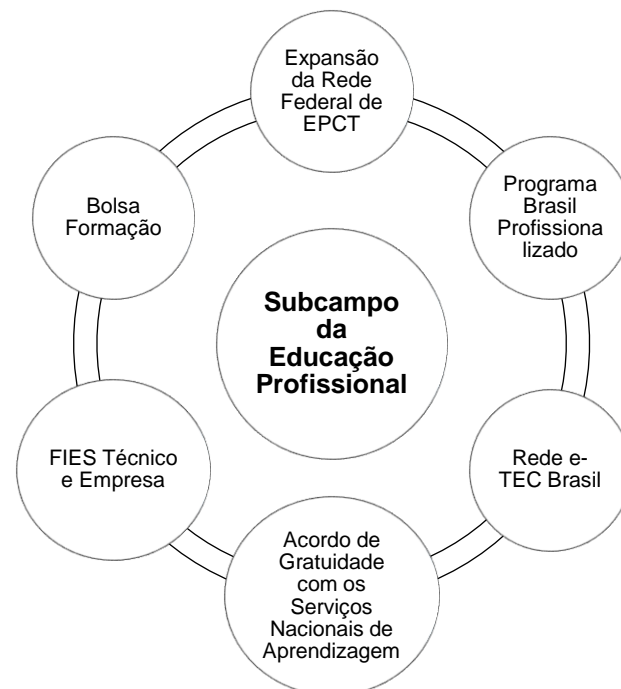 Expansão
da Rede
Federal de
EPCT
Programa
Brasil
Profissiona
lizado
Rede e-
TEC Brasil
Acordo de
Gratuidade
com os
Serviços
Nacionais de
Aprendizagem
FIES Técnico
e Empresa
Bolsa
Formação
Subcampo
da
Educação
Profissional